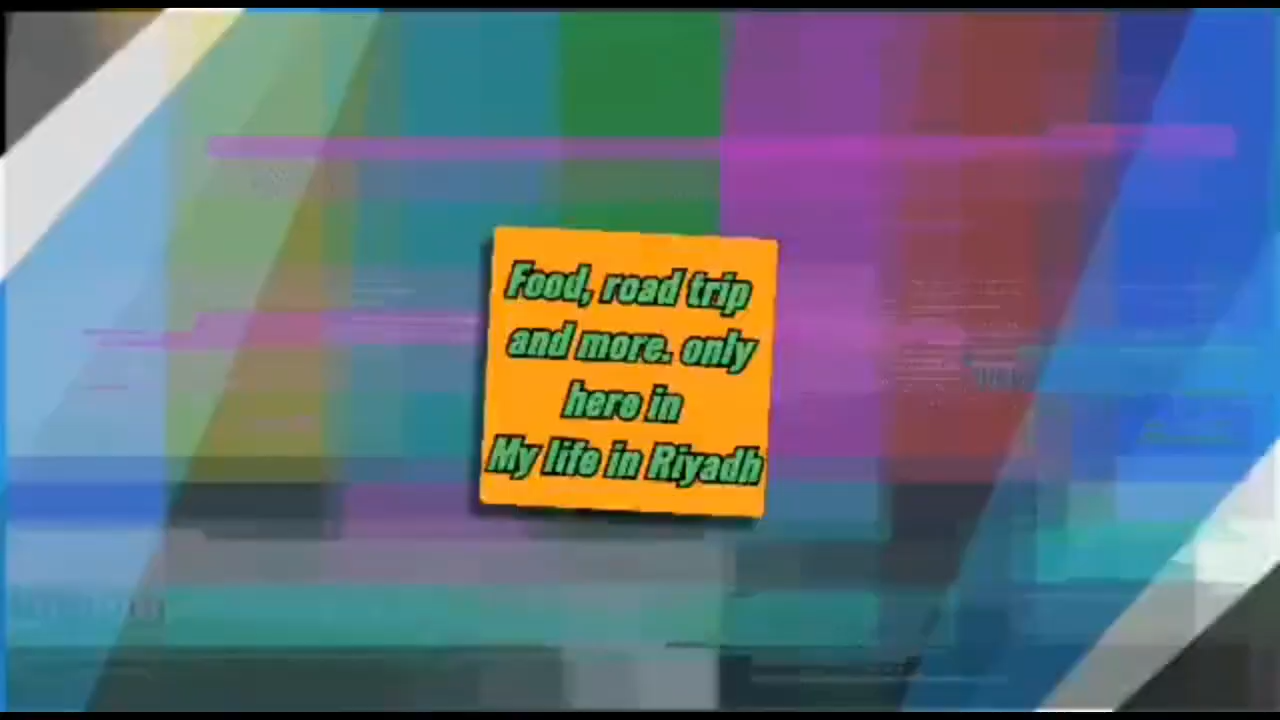 Food, road trip
and more. only
here in
My life in Riyadh